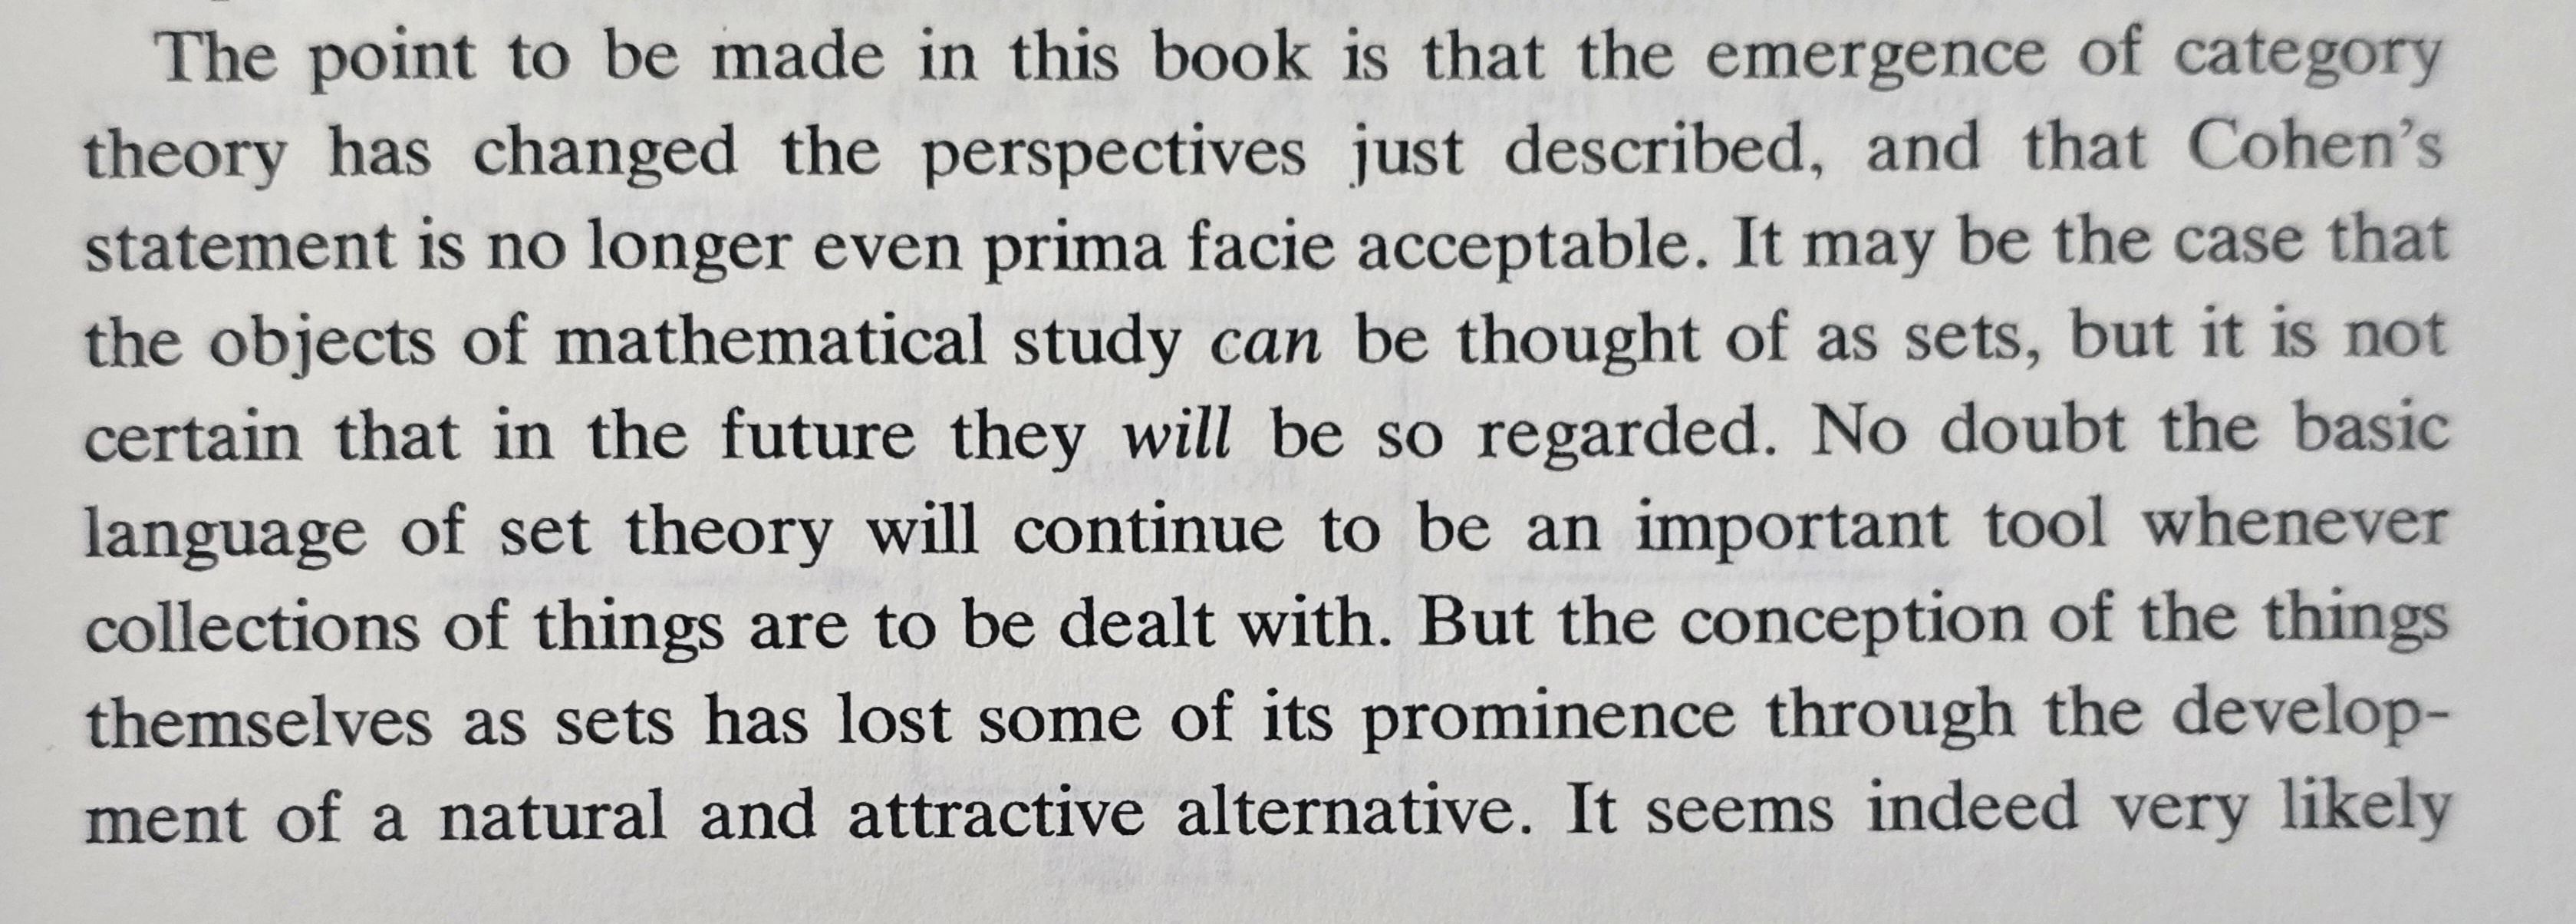 The point to be made in this book is that the emergence of category
theory has changed the perspectives just described, and that Cohen's
statement is no longer even prima facie acceptable. It may be the case that
the objects of mathematical study can be thought of as sets, but it is not
certain that in the future they will be so regarded. No doubt the basic
language of set theory will continue to be an important tool whenever
collections of things are to be dealt with. But the conception of the things
themselves as sets has lost some of its prominence through the develop-
ment of a natural and attractive alternative. It seems indeed very likely